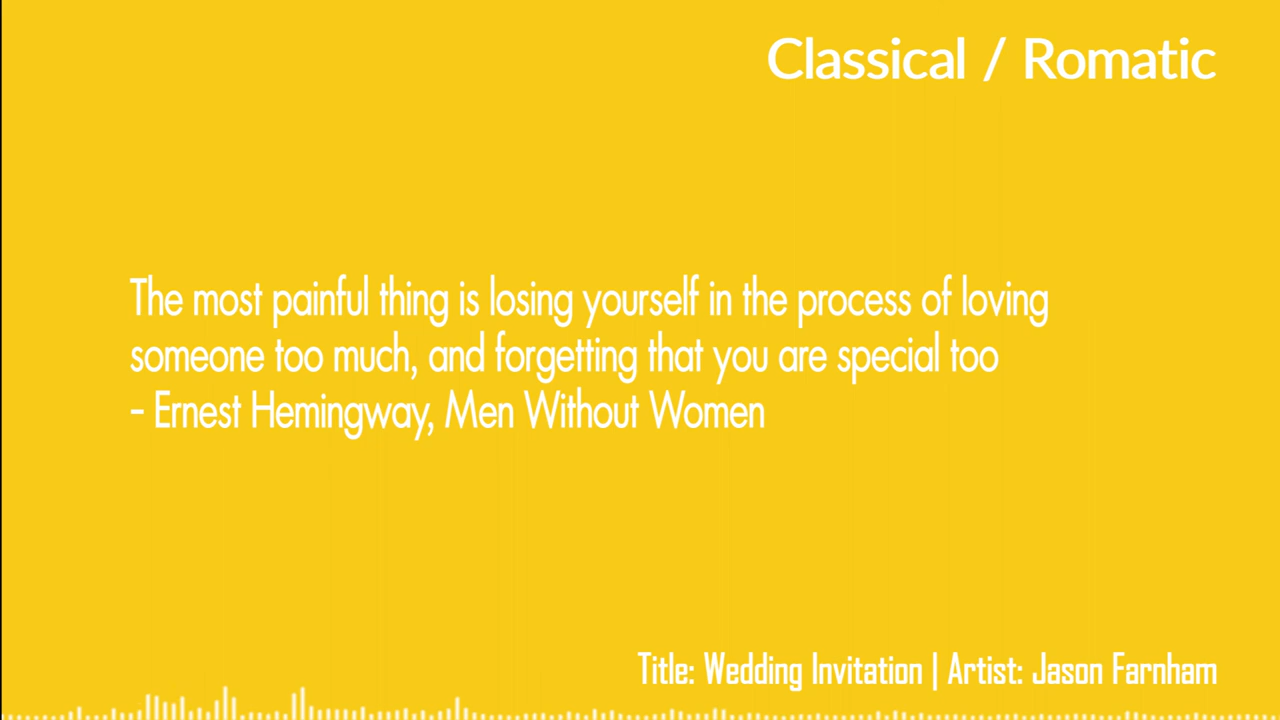 Classical / Romatic
The most painful thing is losing yourself in the process of loving
someone too much, and forgetting that you are special too
- Ernest Hemingway, Men Without Women
Title: Wedding Invitation | Artist: Jason Farnham